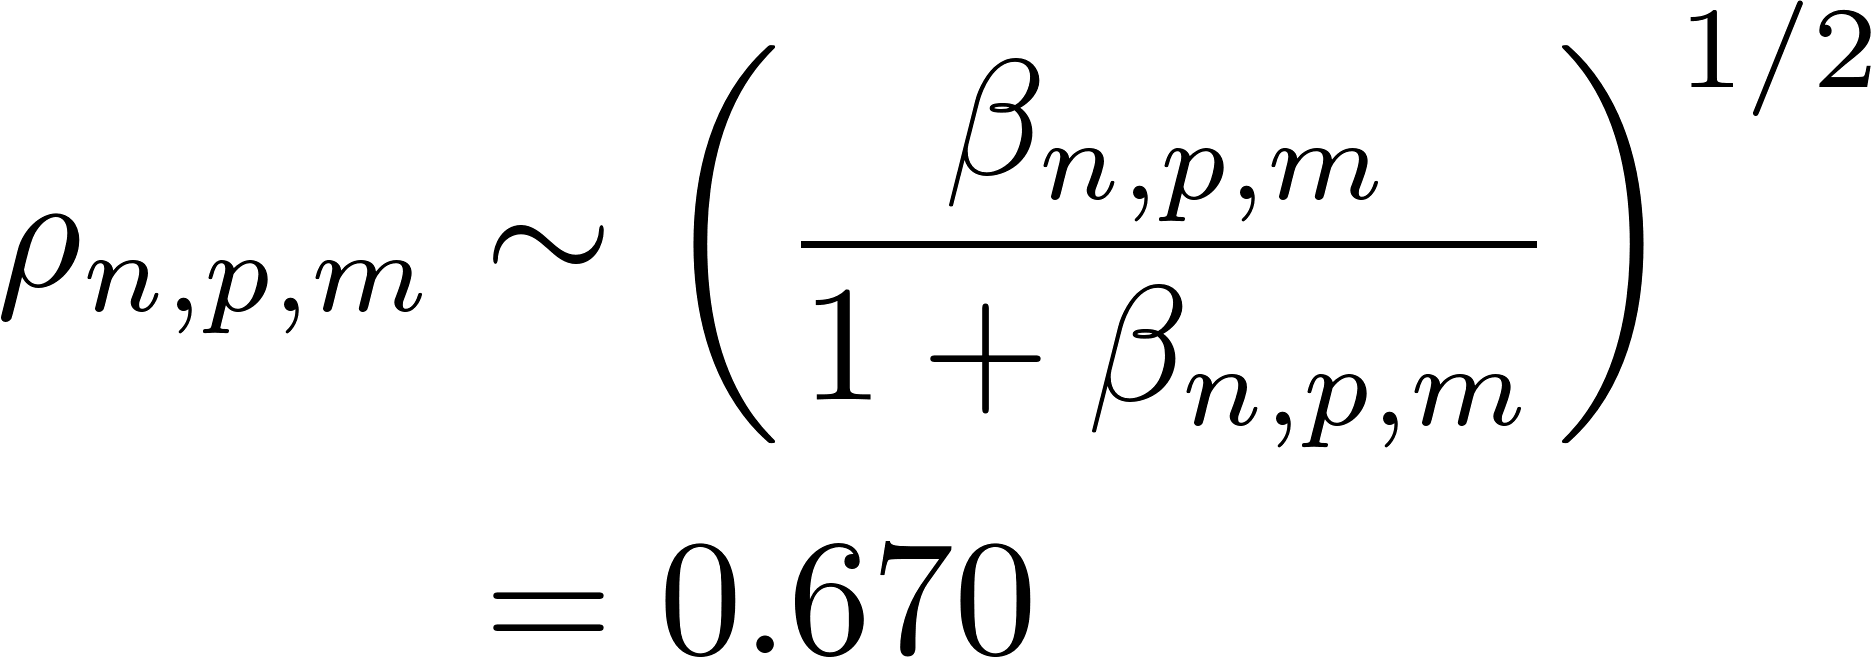 ρ_{n,p,m} ∼ (β_{n,p,m} / (1 + β_{n,p,m}))^{1/2}
= 0.670